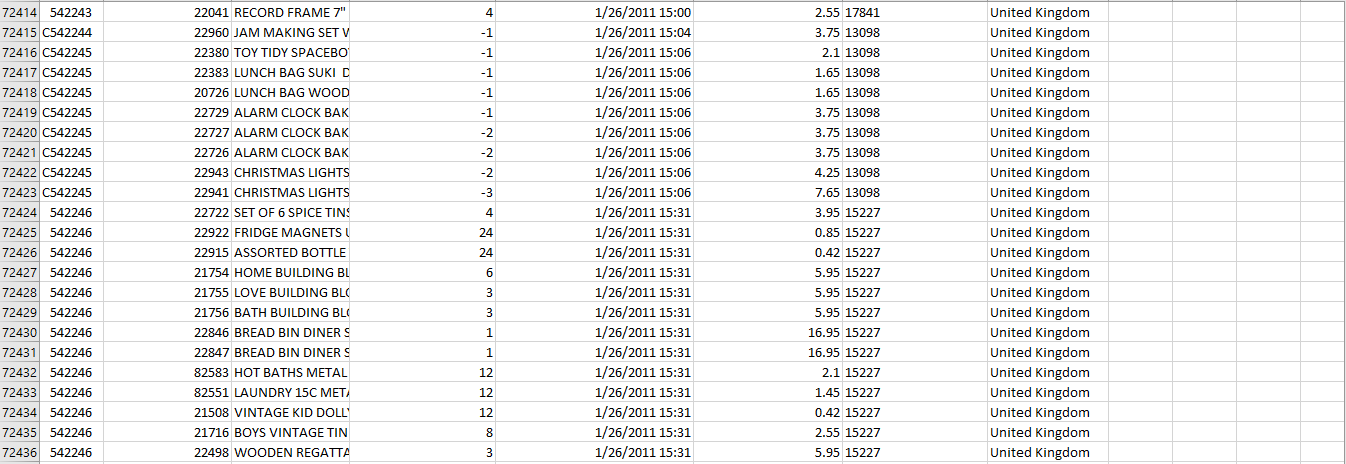 72414 542243 22041 RECORD FRAME 7" 4 1/26/2011 15:00 2.55 17841 United Kingdom
72415 C542244 22960 JAM MAKING SET -1 1/26/2011 15:04 3.75 13098 United Kingdom
72416 C542245 22380 TOY TIDY SPACEBO -1 1/26/2011 15:06 2.1 13098 United Kingdom
72417 C542245 22383 LUNCH BAG SUKI D -1 1/26/2011 15:06 1.65 13098 United Kingdom
72418 C542245 20726 LUNCH BAG WOOD -1 1/26/2011 15:06 1.65 13098 United Kingdom
72419 C542245 22729 ALARM CLOCK BAK -1 1/26/2011 15:06 3.75 13098 United Kingdom
72420 C542245 22727 ALARM CLOCK BAK -2 1/26/2011 15:06 3.75 13098 United Kingdom
72421 C542245 22726 ALARM CLOCK BAK -2 1/26/2011 15:06 3.75 13098 United Kingdom
72422 C542245 22943 CHRISTMAS LIGHTS -2 1/26/2011 15:06 4.25 13098 United Kingdom
72423 C542245 22941 CHRISTMAS LIGHTS -3 1/26/2011 15:06 7.65 13098 United Kingdom
72424 542246 22722 SET OF 6 SPICE TINS 4 1/26/2011 15:31 3.95 15227 United Kingdom
72425 542246 22922 FRIDGE MAGNETS U 24 1/26/2011 15:31 0.85 15227 United Kingdom
72426 542246 22915 ASSORTED BOTTLE 24 1/26/2011 15:31 0.42 15227 United Kingdom
72427 542246 21754 HOME BUILDING BL 6 1/26/2011 15:31 5.95 15227 United Kingdom
72428 542246 21755 LOVE BUILDING BLO 3 1/26/2011 15:31 5.95 15227 United Kingdom
72429 542246 21756 BATH BUILDING BLO 3 1/26/2011 15:31 5.95 15227 United Kingdom
72430 542246 22846 BREAD BIN DINER S 1 1/26/2011 15:31 16.95 15227 United Kingdom
72431 542246 22847 BREAD BIN DINER S 1 1/26/2011 15:31 16.95 15227 United Kingdom
72432 542246 82583 HOT BATHS METAL 12 1/26/2011 15:31 2.1 15227 United Kingdom
72433 542246 82551 LAUNDRY 15C META 12 1/26/2011 15:31 1.45 15227 United Kingdom
72434 542246 21508 VINTAGE KID DOLLY 12 1/26/2011 15:31 0.42 15227 United Kingdom
72435 542246 21716 BOYS VINTAGE TIN 8 1/26/2011 15:31 2.55 15227 United Kingdom
72436 542246 22498 WOODEN REGATTA 3 1/26/2011 15:31 5.95 15227 United Kingdom